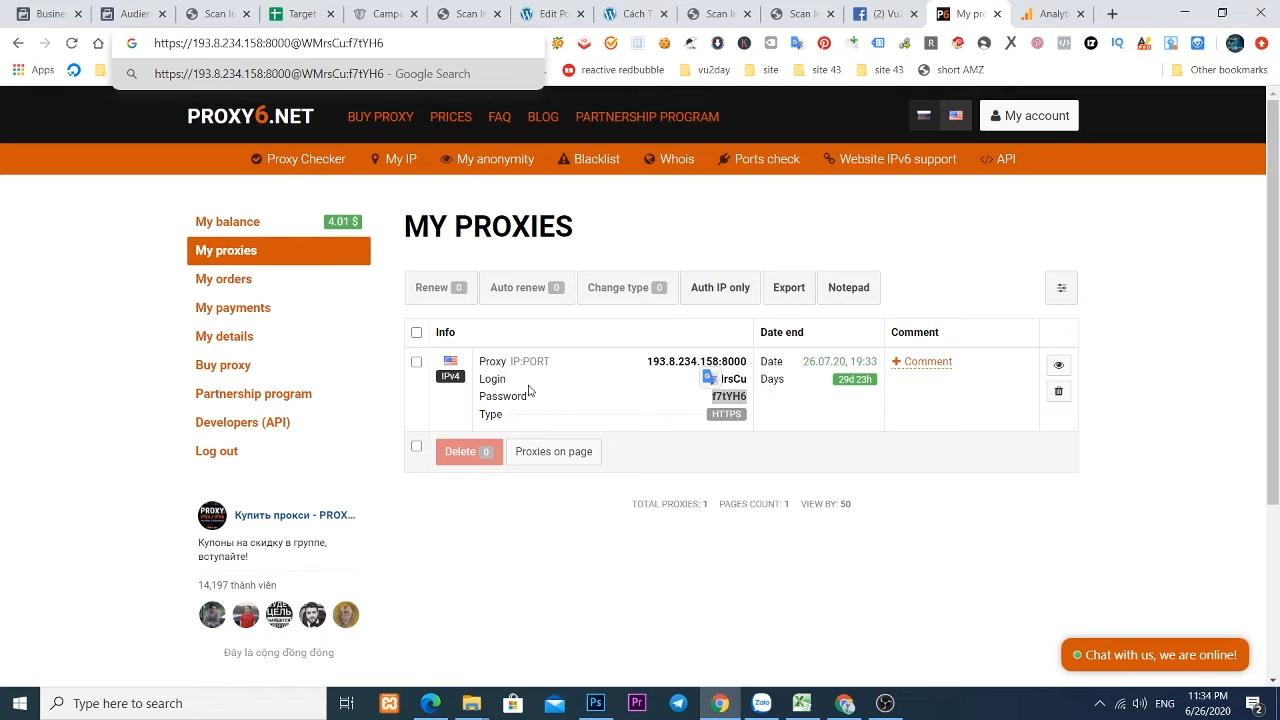 Business
Suppor
Target
Campa
Audier
Support
Scan I
Cách T
Scan Ir
(2) Vu
My pro
Analyti
https://193.8.234.158:8000@WMrsCu:f7tYH6
https://193.8.234.158:8000@WMrsCu:f7tYH6 - Google Search
Apps
reactive redbubble
vu2day
site
site 43
site 43
short AMZ
Other bookmarks
PROXY6.NET
BUY PROXY
PRICES
FAQ
BLOG
PARTNERSHIP PROGRAM
My account
Proxy Checker
My IP
My anonymity
Blacklist
Whois
Ports check
Website IPv6 support
API
My balance 4.01 $
My proxies
My orders
My payments
My details
Buy proxy
Partnership program
Developers (API)
Log out
MY PROXIES
Renew 0
Auto renew 0
Change type 0
Auth IP only
Export
Notepad
Info
Date end
Comment
IPv4
Proxy IP:PORT 193.8.234.158:8000
Login IrsCu
Password f7tYH6
Type HTTPS
Date 26.07.20, 19:33
Days 29d 23h
+ Comment
Delete 0
Proxies on page
TOTAL PROXIES: 1 PAGES COUNT: 1 VIEW BY: 50
Купить прокси - PROX...
Купоны на скидку в группе,
вступайте!
14,197 thành viên
Đây là cộng đồng đóng
Chat with us, we are online!
Type here to search
ENG
11:34 PM
6/26/2020
2